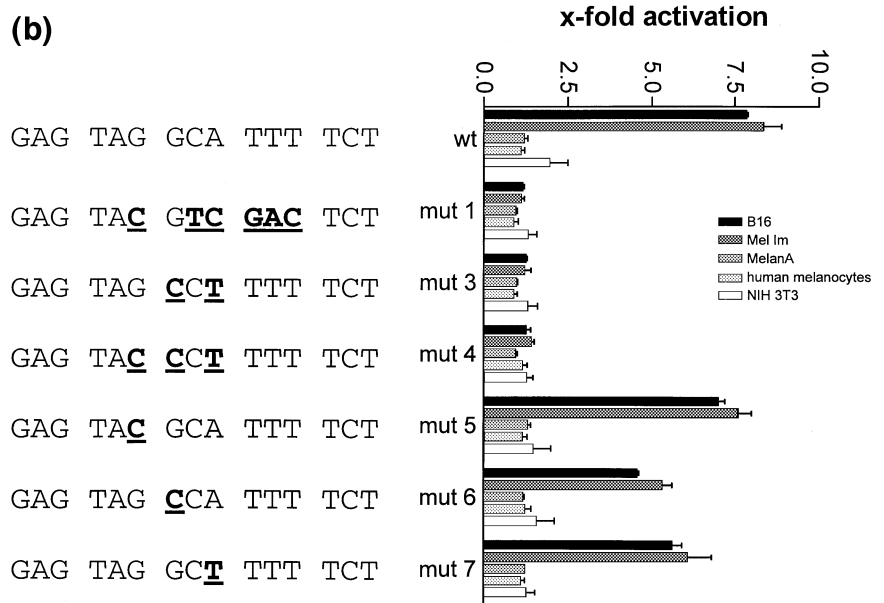 (b)
x-fold activation
0.0 2.5 5.0 7.5 10.0
GAG TAG GCA TTT TCT wt
GAG TAC GTC GAC TCT mut 1
GAG TAG CCT TTT TCT mut 3
GAG TAC CCT TTT TCT mut 4
GAG TAC GCA TTT TCT mut 5
GAG TAG CCA TTT TCT mut 6
GAG TAG GCT TTT TCT mut 7
B16
Mel Im
MelanA
human melanocytes
NIH 3T3